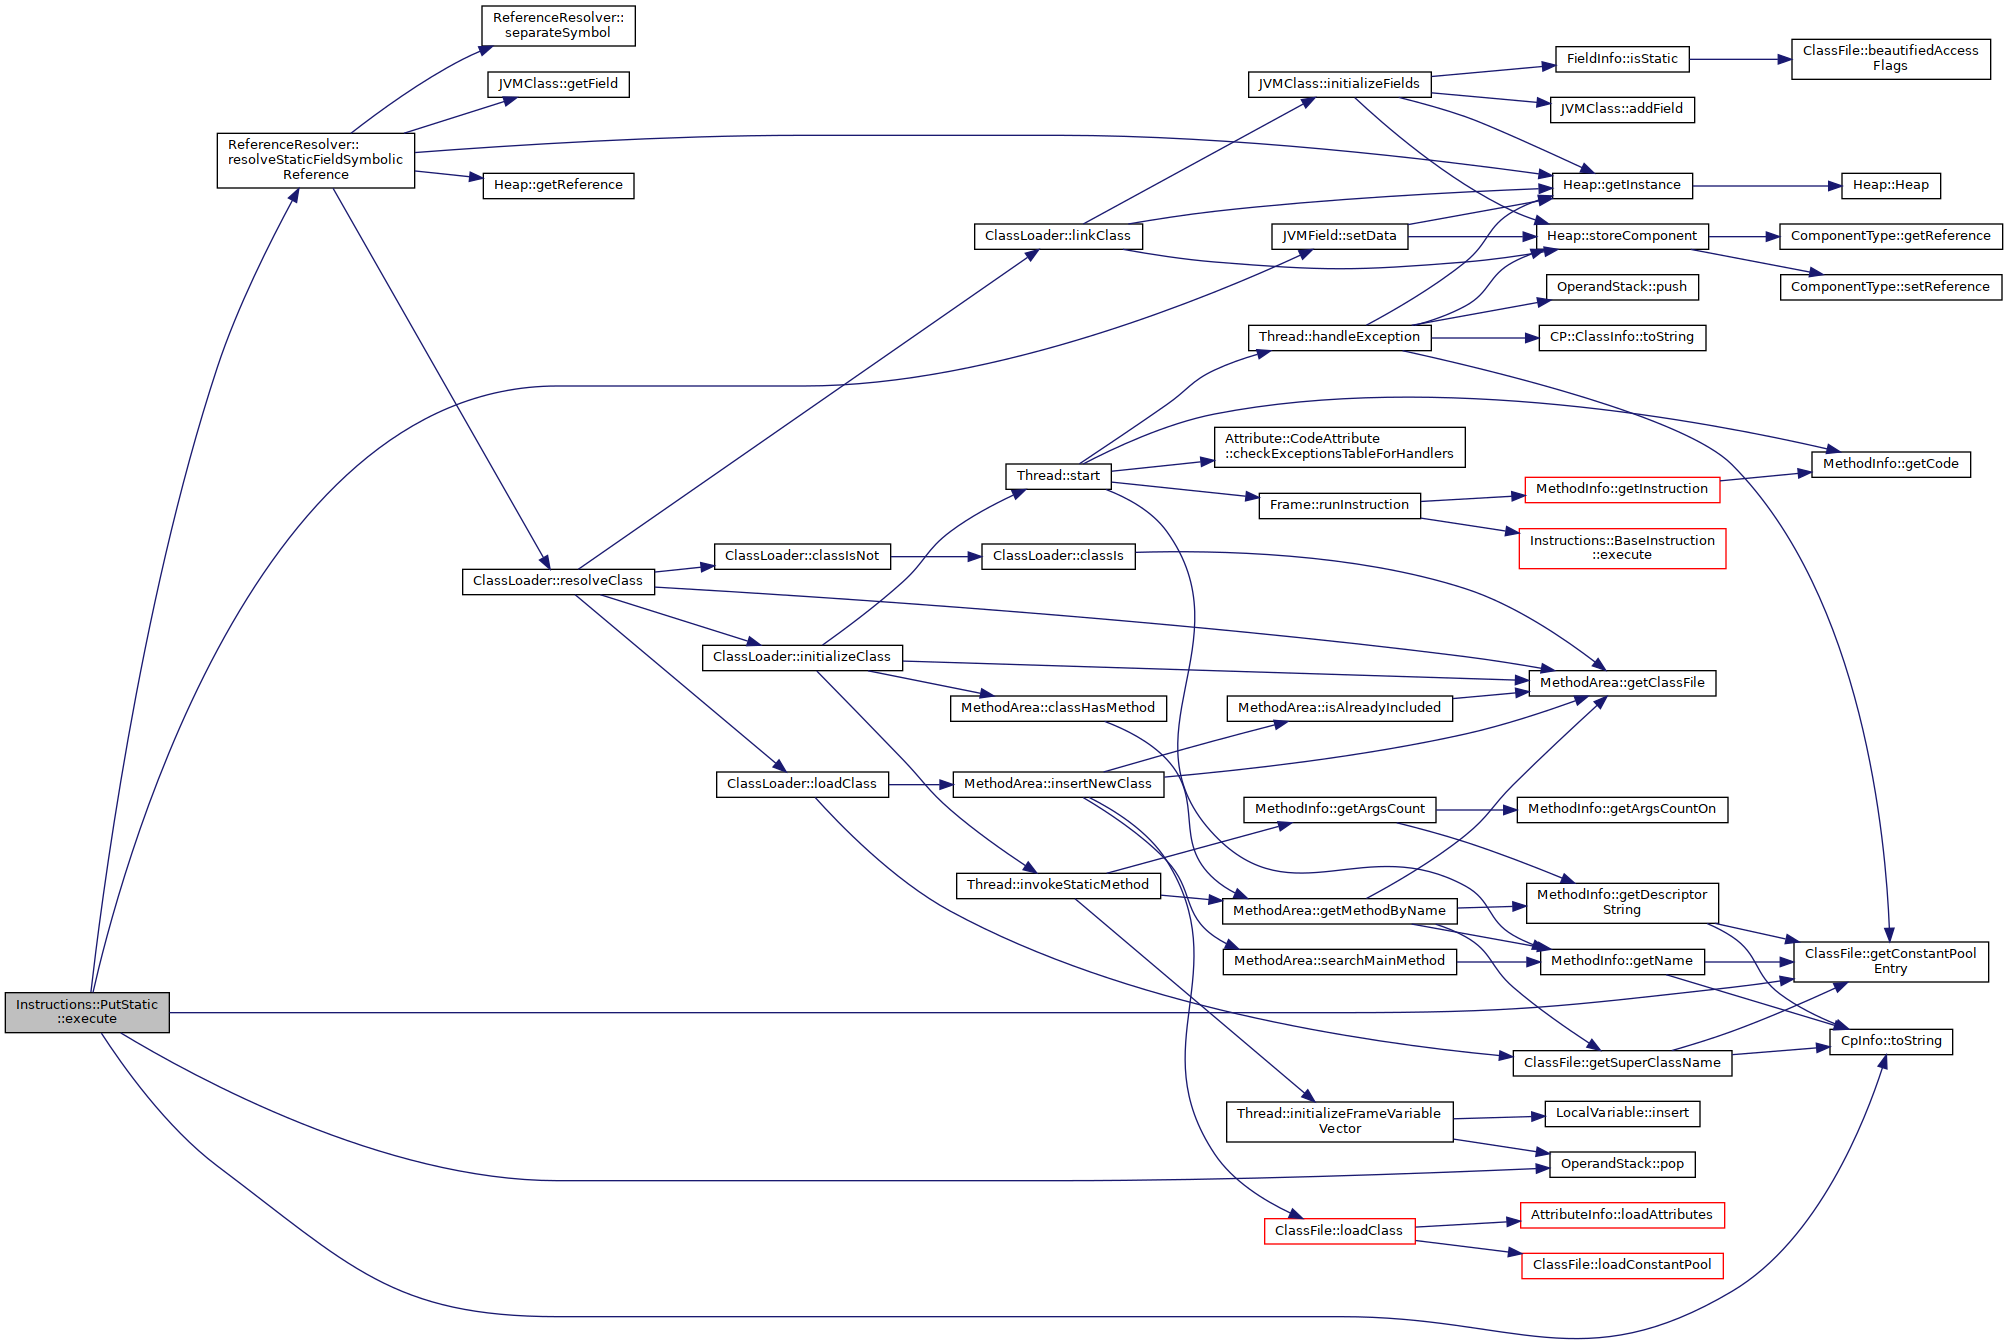 ReferenceResolver::
separateSymbol
JVMClass::getField
ReferenceResolver::
resolveStaticFieldSymbolic
Reference
Heap::getReference
JVMClass::initializeFields
FieldInfo::isStatic
ClassFile::beautifiedAccess
Flags
JVMClass::addField
Heap::getInstance
Heap::Heap
ClassLoader::linkClass
JVMField::setData
Heap::storeComponent
ComponentType::getReference
OperandStack::push
ComponentType::setReference
Thread::handleException
CP::ClassInfo::toString
Attribute::CodeAttribute
::checkExceptionsTableForHandlers
Thread::start
MethodInfo::getCode
Frame::runInstruction
MethodInfo::getInstruction
Instructions::BaseInstruction
::execute
ClassLoader::resolveClass
ClassLoader::classIsNot
ClassLoader::classIs
ClassLoader::initializeClass
MethodArea::getClassFile
MethodArea::classHasMethod
MethodArea::isAlreadyIncluded
ClassLoader::loadClass
MethodArea::insertNewClass
MethodInfo::getArgsCount
MethodInfo::getArgsCountOn
Thread::invokeStaticMethod
MethodArea::getMethodByName
MethodInfo::getDescriptor
String
MethodArea::searchMainMethod
MethodInfo::getName
ClassFile::getConstantPool
Entry
Instructions::PutStatic
::execute
ClassFile::getSuperClassName
CpInfo::toString
Thread::initializeFrameVariable
Vector
LocalVariable::insert
OperandStack::pop
ClassFile::loadClass
AttributeInfo::loadAttributes
ClassFile::loadConstantPool